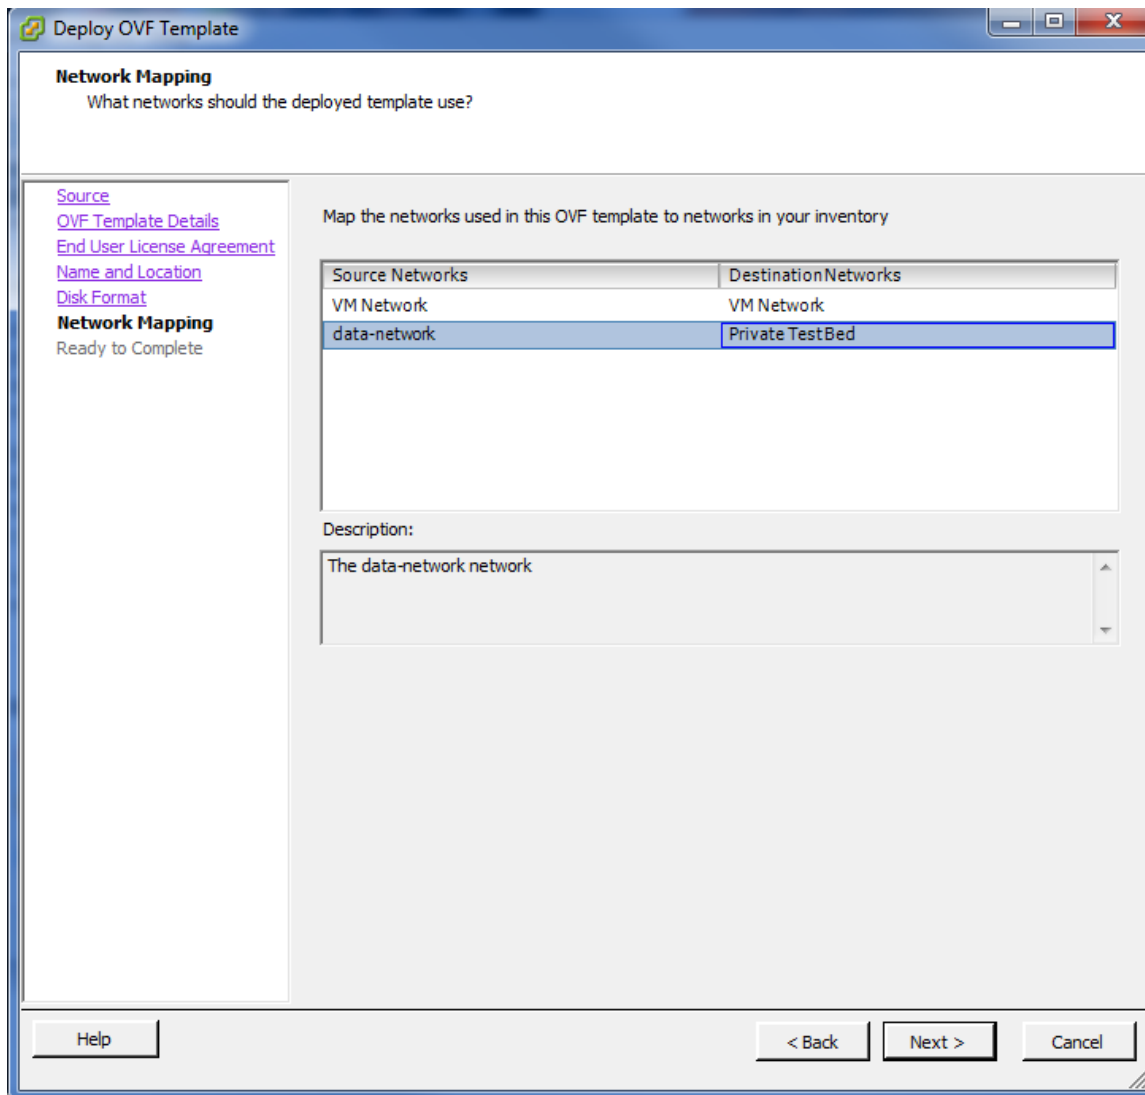 Deploy OVF Template
Network Mapping
What networks should the deployed template use?
Source
OVF Template Details
End User License Agreement
Name and Location
Disk Format
Network Mapping
Ready to Complete
Map the networks used in this OVF template to networks in your inventory
Source Networks DestinationNetworks
VM Network VM Network
data-network Private TestBed
Description:
The data-network network
Help < Back Next > Cancel